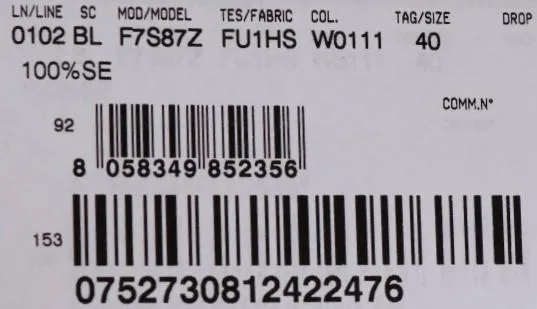 LN/LINE SC MOD/MODEL TES/FABRIC COL. TAG/SIZE DROP
0102 BL F7S87Z FU1HS W0111 40
100%SE
COMM.N°
92
8 058349 852356
153
0752730812422476